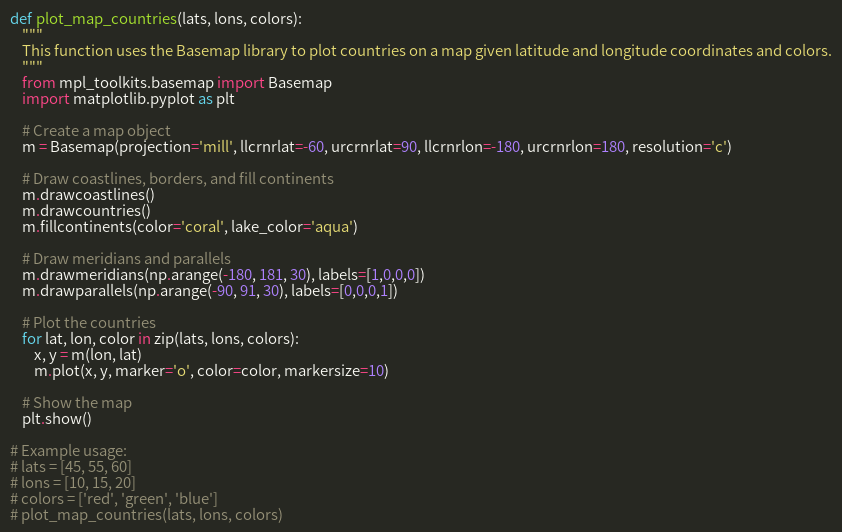 def plot_map_countries(lats, lons, colors):
    """
    This function uses the Basemap library to plot countries on a map given latitude and longitude coordinates and colors.
    """
    from mpl_toolkits.basemap import Basemap
    import matplotlib.pyplot as plt

    # Create a map object
    m = Basemap(projection='mill', llcrnrlat=-60, urcrnrlat=90, llcrnrlon=-180, urcrnrlon=180, resolution='c')

    # Draw coastlines, borders, and fill continents
    m.drawcoastlines()
    m.drawcountries()
    m.fillcontinents(color='coral', lake_color='aqua')

    # Draw meridians and parallels
    m.drawmeridians(np.arange(-180, 181, 30), labels=[1,0,0,0])
    m.drawparallels(np.arange(-90, 91, 30), labels=[0,0,0,1])

    # Plot the countries
    for lat, lon, color in zip(lats, lons, colors):
        x, y = m(lon, lat)
        m.plot(x, y, marker='o', color=color, markersize=10)

    # Show the map
    plt.show()

# Example usage:
# lats = [45, 55, 60]
# lons = [10, 15, 20]
# colors = ['red', 'green', 'blue']
# plot_map_countries(lats, lons, colors)